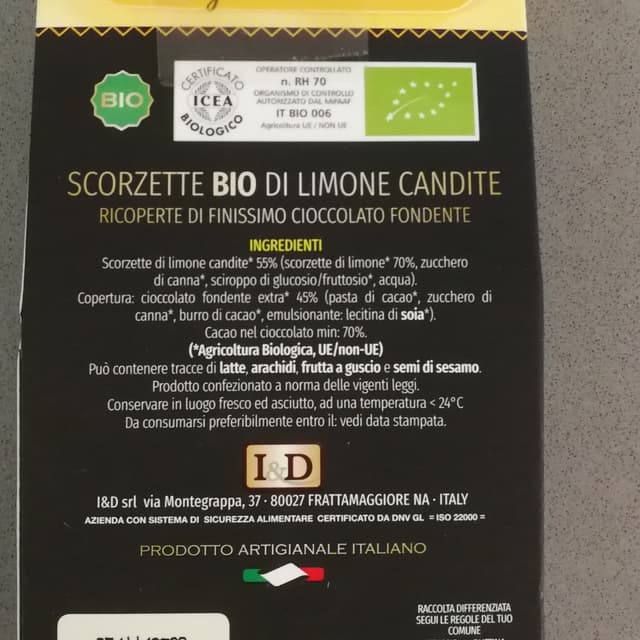 BIO
CERTIFICATO
ICEA
BIOLOGICO
OPERATORE CONTROLLATO
n. RH 70
ORGANISMO DI CONTROLLO
AUTORIZZATO DAL MIPAAF
IT BIO 006
Agricoltura UE / NON UE
SCORZETTE BIO DI LIMONE CANDITE
RICOPERTE DI FINISSIMO CIOCCOLATO FONDENTE
INGREDIENTI
Scorzette di limone candite* 55% (scorzette di limone* 70%, zucchero
di canna*, sciroppo di glucosio/fruttosio*, acqua).
Copertura: cioccolato fondente extra* 45% (pasta di cacao*, zucchero di
canna*, burro di cacao*, emulsionante: lecitina di soia*).
Cacao nel cioccolato min: 70%.
(*Agricoltura Biologica, UE/non-UE)
Può contenere tracce di latte, arachidi, frutta a guscio e semi di sesamo.
Prodotto confezionato a norma delle vigenti leggi.
Conservare in luogo fresco ed asciutto, ad una temperatura < 24°C
Da consumarsi preferibilmente entro il: vedi data stampata.
I&D
I&D srl via Montegrappa, 37 · 80027 FRATTAMAGGIORE NA · ITALY
AZIENDA CON SISTEMA DI SICUREZZA ALIMENTARE CERTIFICATO DA DNV GL = ISO 22000 =
PRODOTTO ARTIGIANALE ITALIANO
RACCOLTA DIFFERENZIATA
SEGUI LE REGOLE DEL TUO
COMUNE